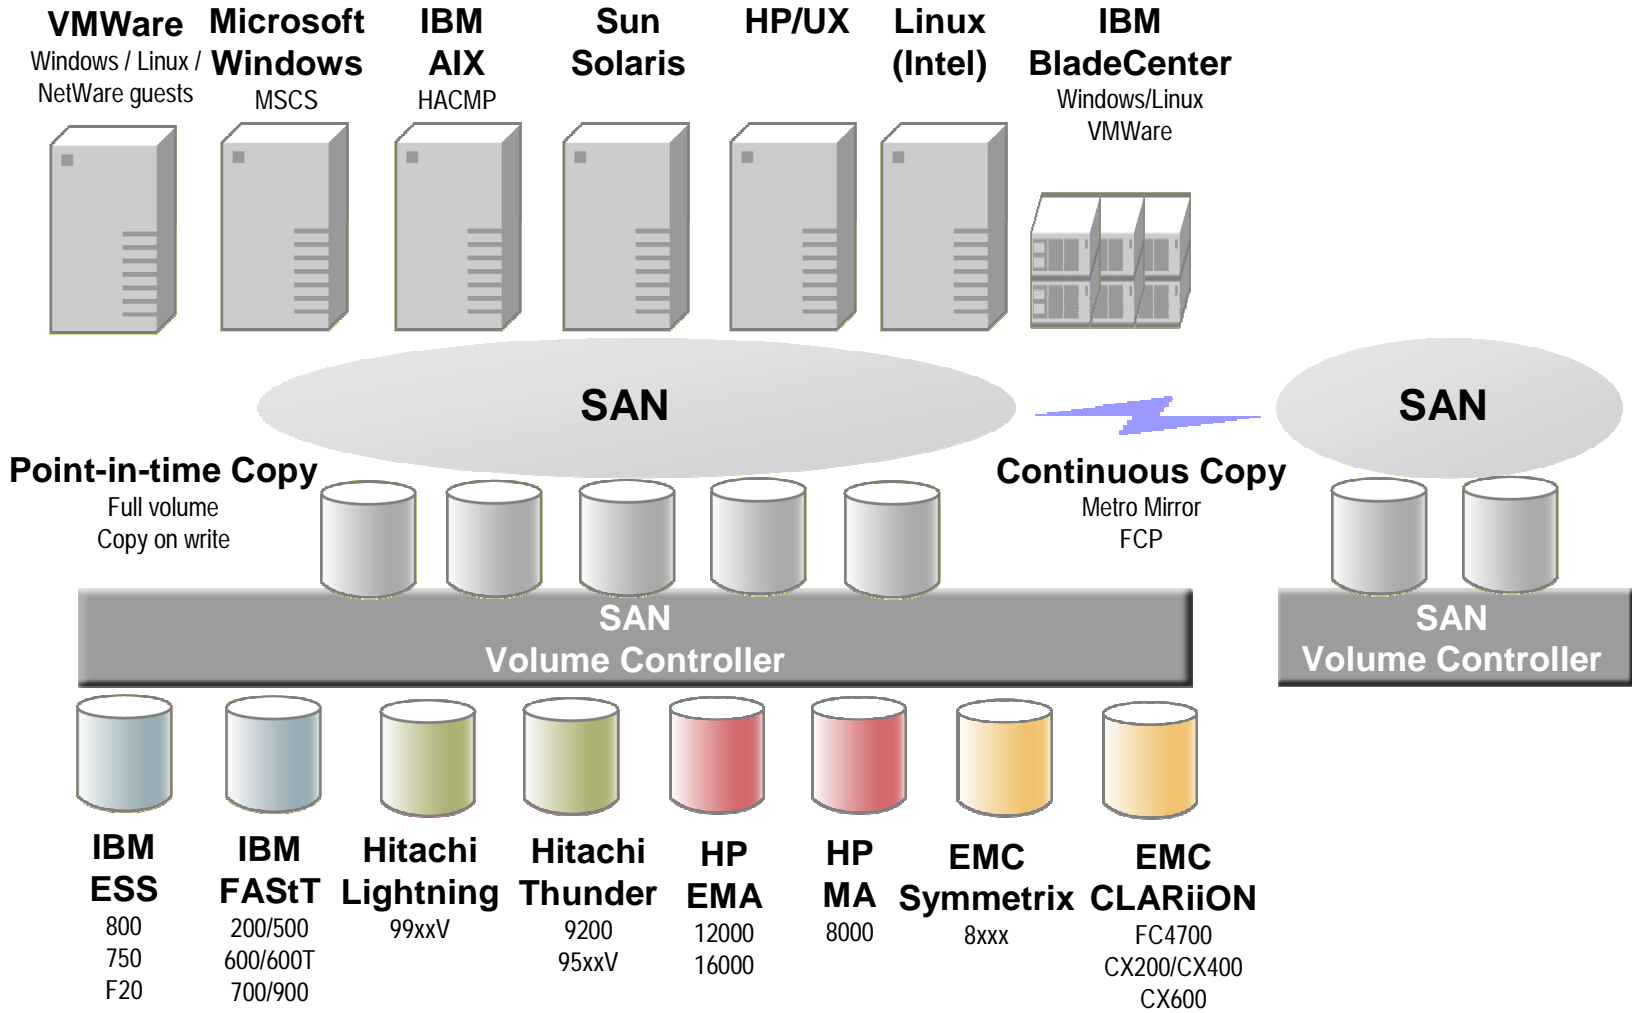 VMWare
Windows / Linux /
NetWare guests
Microsoft
Windows
MSCS
IBM
AIX
HACMP
Sun
Solaris
HP/UX
Linux
(Intel)
IBM
BladeCenter
Windows/Linux
VMWare
SAN
SAN
Point-in-time Copy
Full volume
Copy on write
Continuous Copy
Metro Mirror
FCP
SAN
Volume Controller
SAN
Volume Controller
IBM
ESS
800
750
F20
IBM
FAStT
200/500
600/600T
700/900
Hitachi
Lightning
99xxV
Hitachi
Thunder
9200
95xxV
HP
EMA
12000
16000
HP
MA
8000
EMC
Symmetrix
8xxx
EMC
CLARiiON
FC4700
CX200/CX400
CX600